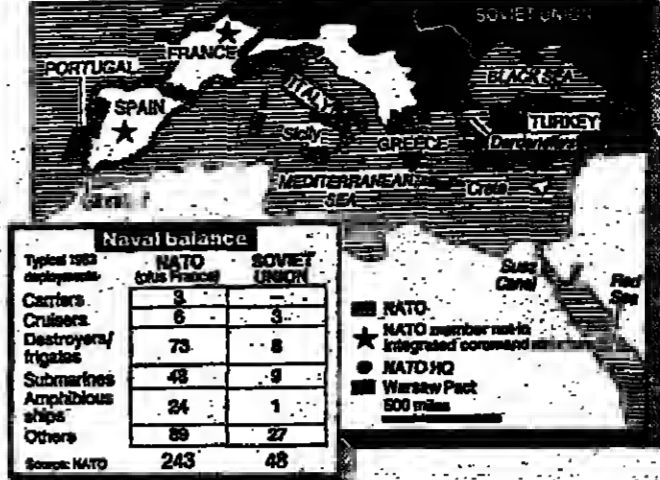 SOVIET UNION
FRANCE
PORTUGAL
BLACK SEA
SPAIN
ITALY
TURKEY
Sicily
GREECE
Dardanelles
MEDITERRANEAN
SEA
Crete
Naval balance
Typical 1983
deployments
NATO
(plus France)
SOVIET
UNION
Carriers 3 –
Cruisers 6 3
Destroyers/
frigates 73 8
Submarines 48 9
Amphibious
ships 24 1
Others 89 27
Source: NATO 243 48
Suez
Canal
Red
Sea
NATO
NATO member not in
integrated command
NATO HQ
Warsaw Pact
500 miles